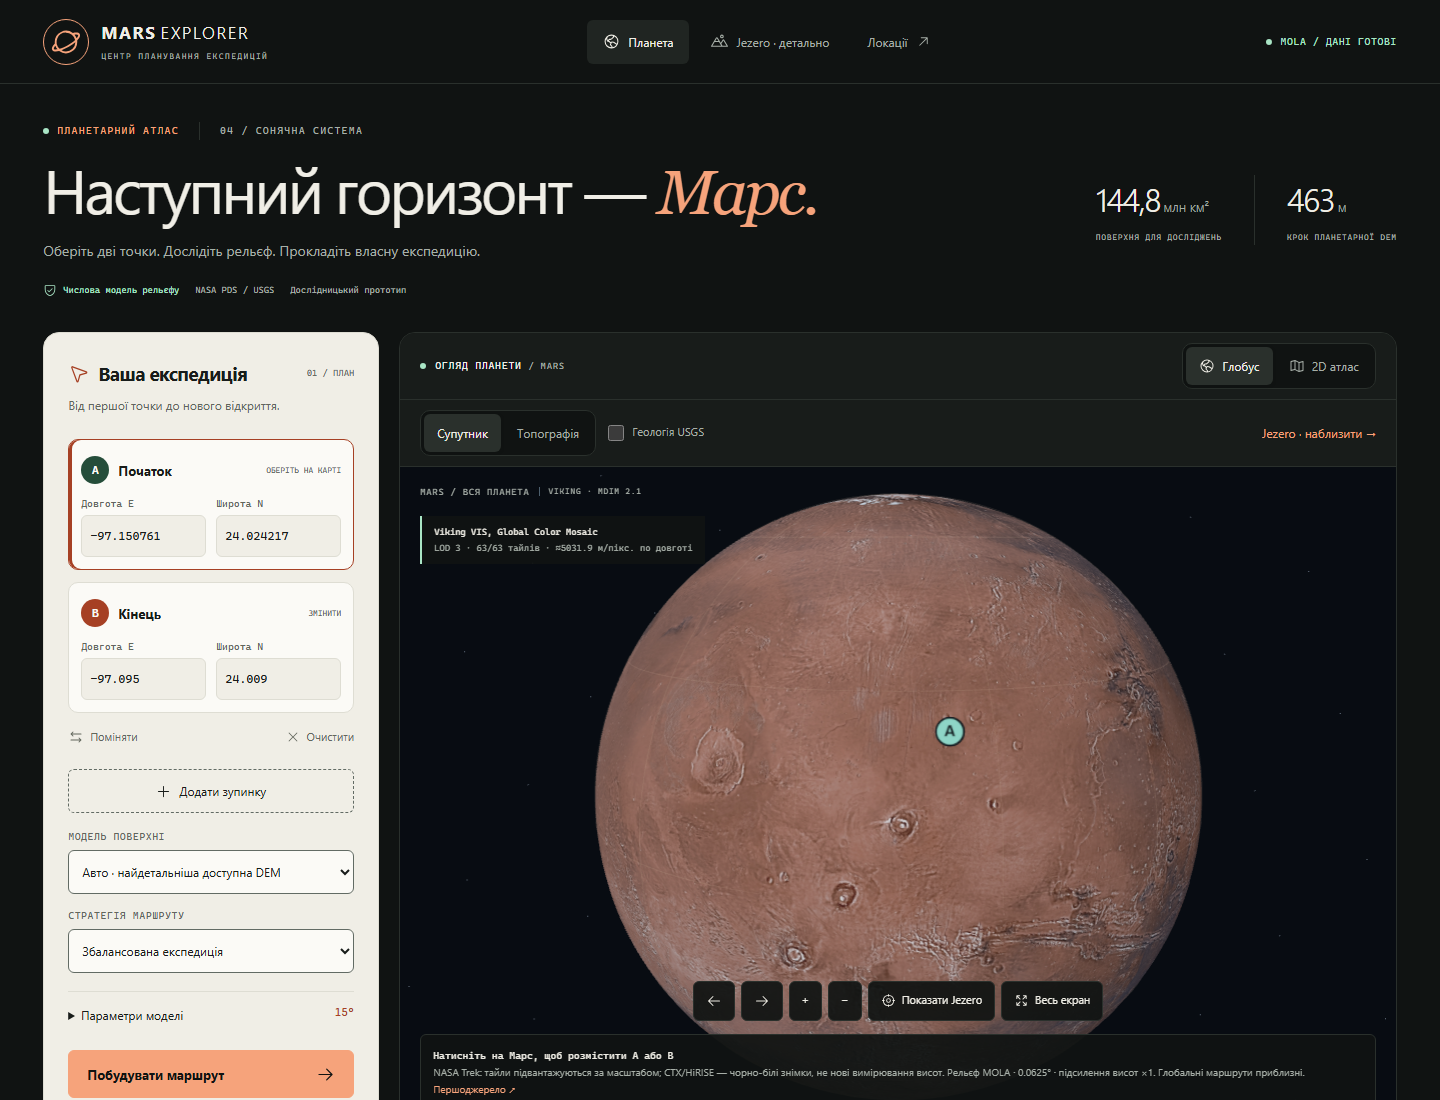 MARS EXPLORER
ЦЕНТР ПЛАНУВАННЯ ЕКСПЕДИЦІЙ
Планета
Jezero · детально
Локації ↗
MOLA / ДАНІ ГОТОВІ
ПЛАНЕТАРНИЙ АТЛАС
04 / СОНЯЧНА СИСТЕМА
Наступний горизонт — Марс.
Оберіть дві точки. Дослідіть рельєф. Прокладіть власну експедицію.
144,8 МЛН КМ²
ПОВЕРХНЯ ДЛЯ ДОСЛІДЖЕНЬ
463 М
КРОК ПЛАНЕТАРНОЇ DEM
Числова модель рельєфу
NASA PDS / USGS
Дослідницький прототип
Ваша експедиція
01 / ПЛАН
Від першої точки до нового відкриття.
A Початок
ОБЕРІТЬ НА КАРТІ
Довгота E
Широта N
−97.150761
24.024217
B Кінець
ЗМІНИТИ
Довгота E
Широта N
−97.095
24.009
Поміняти
Очистити
+ Додати зупинку
МОДЕЛЬ ПОВЕРХНІ
Авто · найдетальніша доступна DEM
СТРАТЕГІЯ МАРШРУТУ
Збалансована експедиція
Параметри моделі
15°
Побудувати маршрут →
ОГЛЯД ПЛАНЕТИ / MARS
Глобус
2D атлас
Супутник
Топографія
Геологія USGS
Jezero · наблизити →
MARS / ВСЯ ПЛАНЕТА | VIKING · MDIM 2.1
Viking VIS, Global Color Mosaic
LOD 3 · 63/63 тайлів · ≈5031.9 м/пікс. по довготі
A
← → + −
Показати Jezero
Весь екран
Натисніть на Марс, щоб розмістити A або B
NASA Trek: тайли підвантажуються за масштабом; CTX/HiRISE — чорно-білі знімки, не нові вимірювання висот. Рельєф MOLA · 0.0625° · підсилення висот ×1. Глобальні маршрути приблизні.
Першоджерело ↗